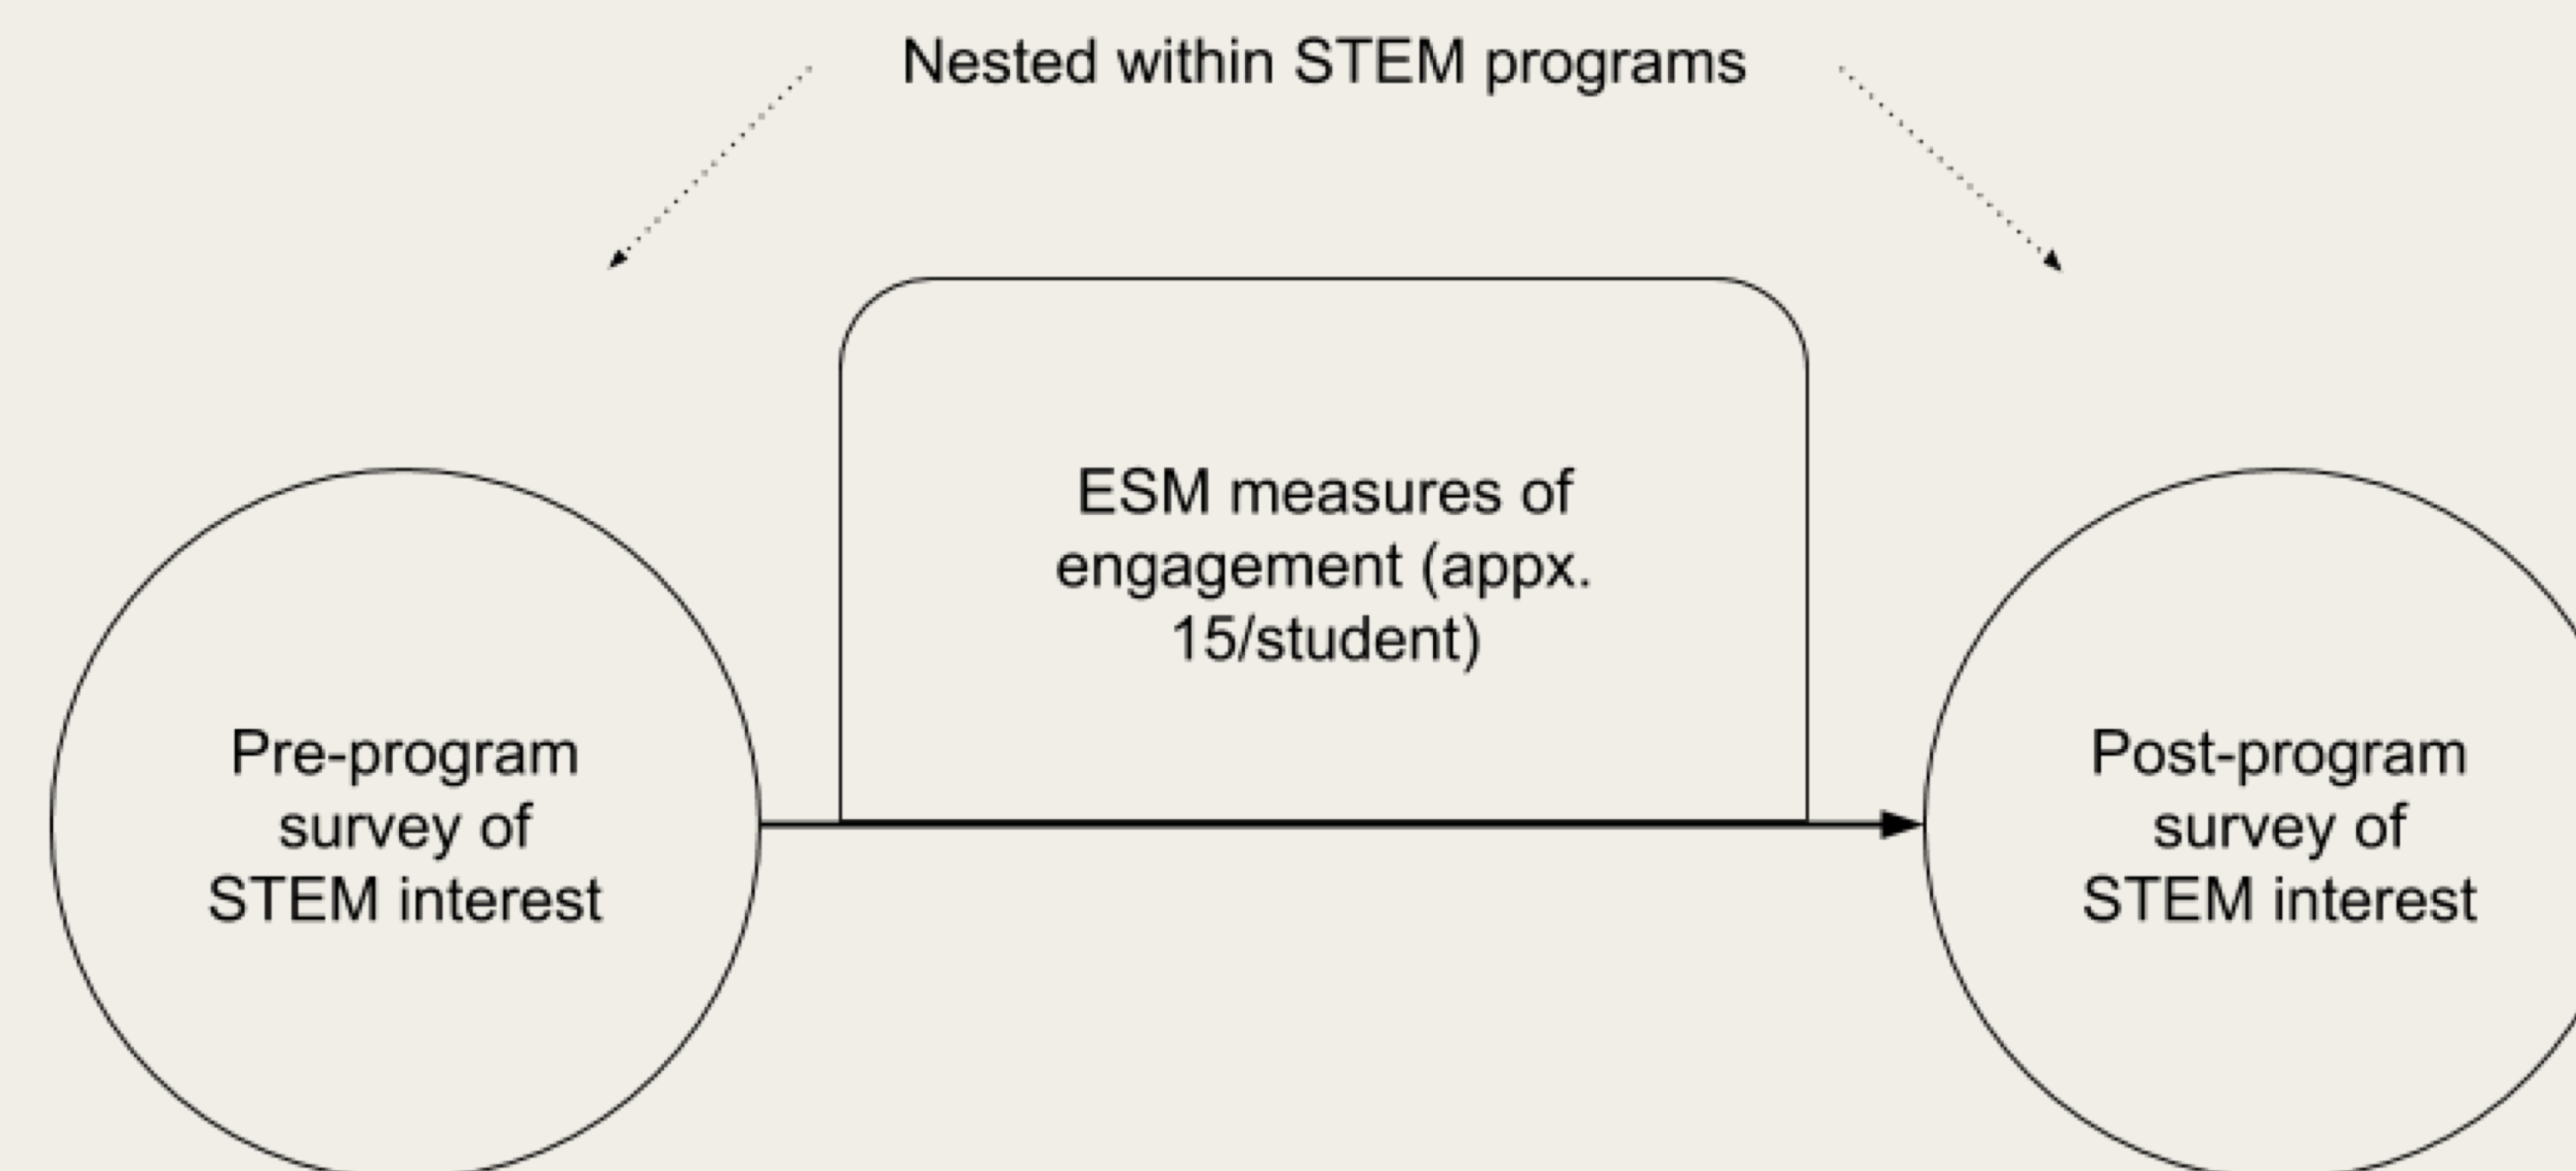 Nested within STEM programs
ESM measures of
engagement (appx.
15/student)
Pre-program
survey of
STEM interest
Post-program
survey of
STEM interest